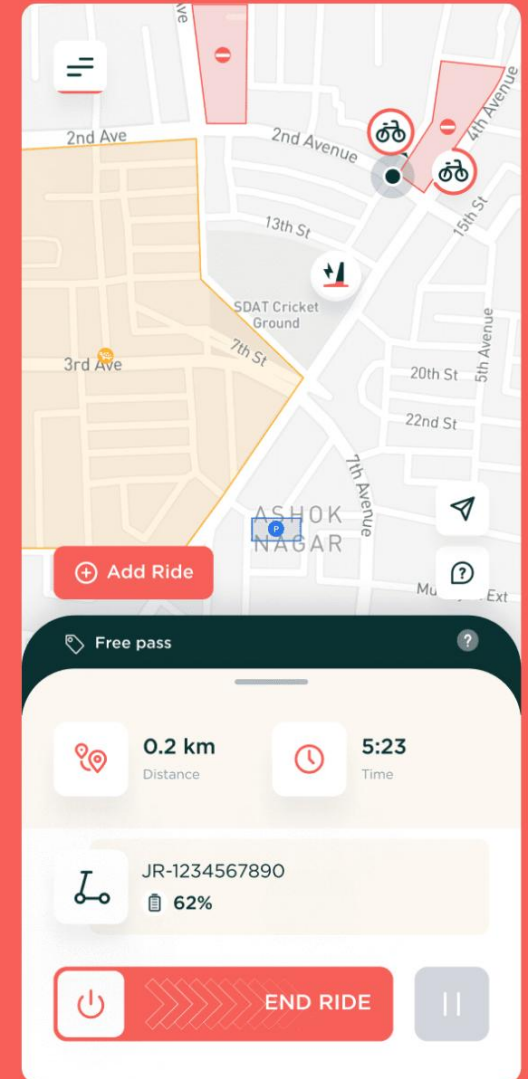 ve
2nd Ave
2nd Avenue
4th Avenue
13th St
15th St
SDAT Cricket
Ground
7th St
3rd Ave
5th Avenue
20th St
22nd St
7th Avenue
ASHOK
P
NAGAR
Add Ride
?
Ext
Free pass
?
0.2 km
Distance
5:23
Time
JR-1234567890
62%
END RIDE